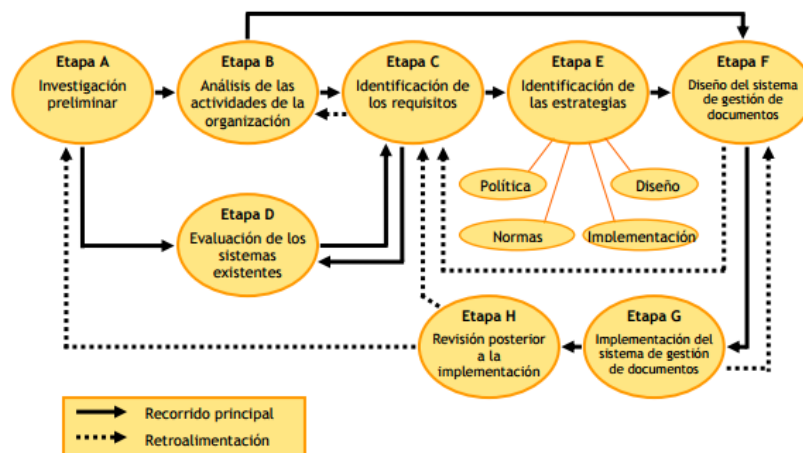 Etapa A
Investigación
preliminar
Etapa B
Análisis de las
actividades de la
organización
Etapa C
Identificación de
los requisitos
Etapa E
Identificación de
las estrategias
Etapa F
Diseño del sistema
de gestión de
documentos
Política
Diseño
Normas
Implementación
Etapa D
Evaluación de los
sistemas
existentes
Etapa H
Revisión posterior
a la
implementación
Etapa G
Implementación del
sistema de gestión
de documentos
Recorrido principal
Retroalimentación